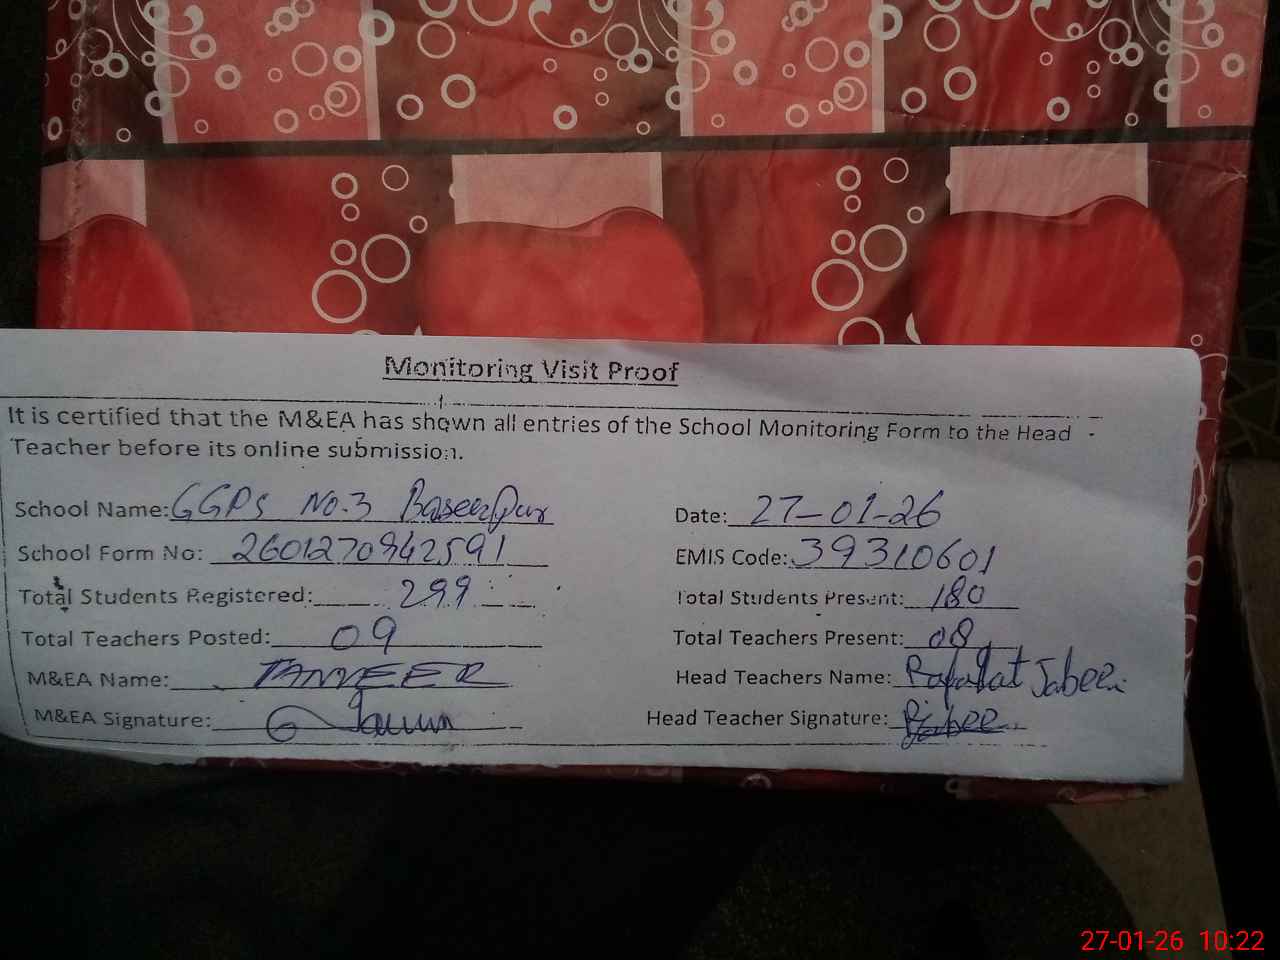 Monitoring Visit Proof
It is certified that the M&EA has shown all entries of the School Monitoring Form to the Head
Teacher before its online submission.
School Name: GGPS No.3 Baseerpur Date: 27-01-26
School Form No: 2601270942591 EMIS Code: 39310601
Total Students Registered: 299 Total Students Present: 180
Total Teachers Posted: 09 Total Teachers Present: 08
M&EA Name: TANVEER Head Teachers Name: Jabeen
M&EA Signature: Head Teacher Signature:
27-01-26 10:22